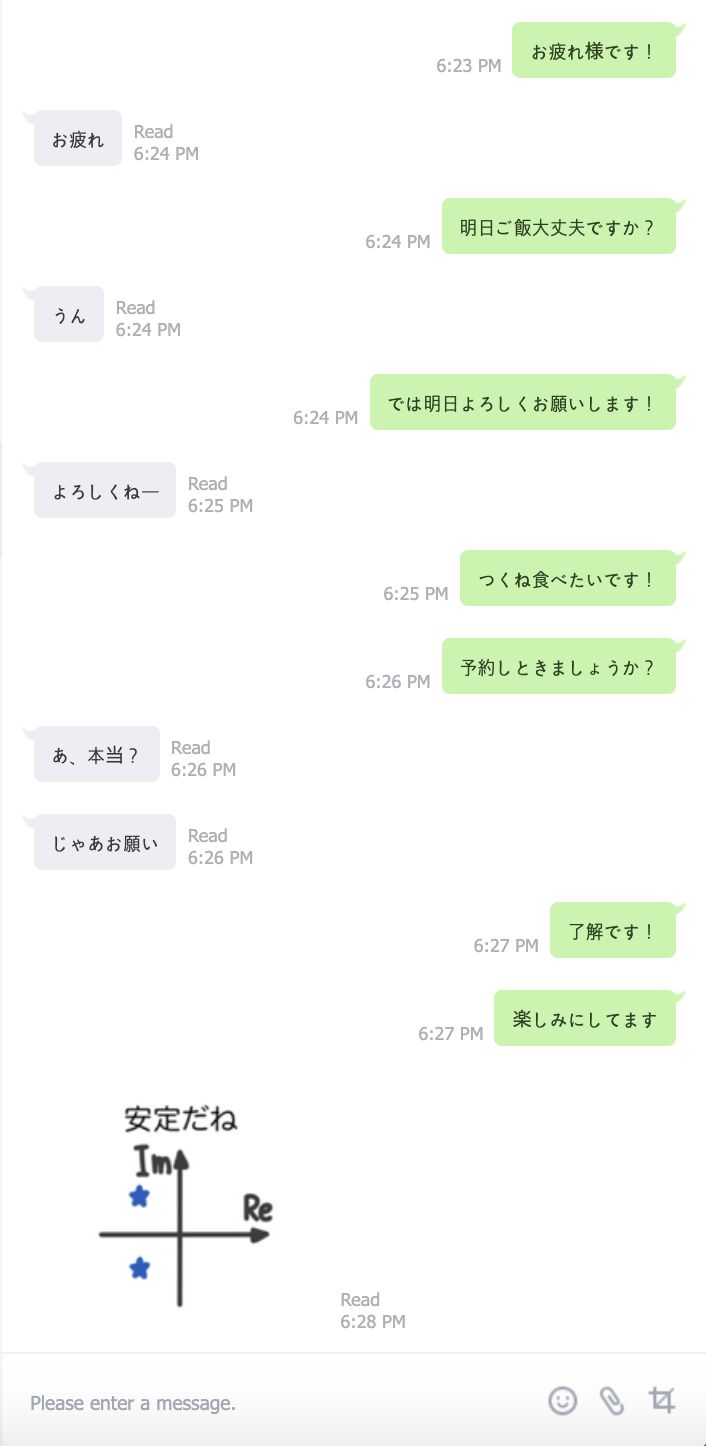 お疲れ様です！
6:23 PM
お疲れ
Read
6:24 PM
明日ご飯大丈夫ですか？
6:24 PM
うん
Read
6:24 PM
では明日よろしくお願いします！
6:24 PM
よろしくねー
Read
6:25 PM
つくね食べたいです！
6:25 PM
予約しときましょうか？
6:26 PM
あ、本当？
Read
6:26 PM
じゃあお願い
Read
6:26 PM
了解です！
6:27 PM
楽しみにしてます
6:27 PM
安定だね
Im
Re
Read
6:28 PM
Please enter a message.